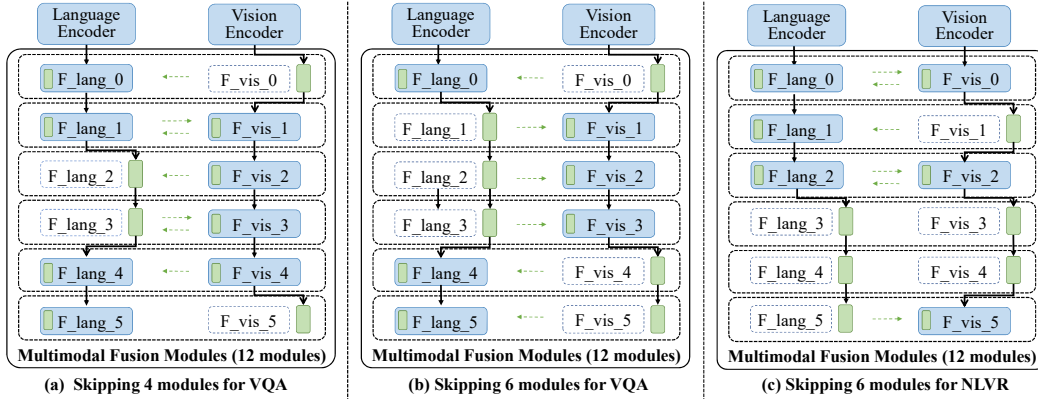 Language
Encoder
Vision
Encoder
F_lang_0
F_vis_0
F_lang_1
F_vis_1
F_lang_2
F_vis_2
F_lang_3
F_vis_3
F_lang_4
F_vis_4
F_lang_5
F_vis_5
Multimodal Fusion Modules (12 modules)
(a) Skipping 4 modules for VQA
Language
Encoder
Vision
Encoder
F_lang_0
F_vis_0
F_lang_1
F_vis_1
F_lang_2
F_vis_2
F_lang_3
F_vis_3
F_lang_4
F_vis_4
F_lang_5
F_vis_5
Multimodal Fusion Modules (12 modules)
(b) Skipping 6 modules for VQA
Language
Encoder
Vision
Encoder
F_lang_0
F_vis_0
F_lang_1
F_vis_1
F_lang_2
F_vis_2
F_lang_3
F_vis_3
F_lang_4
F_vis_4
F_lang_5
F_vis_5
Multimodal Fusion Modules (12 modules)
(c) Skipping 6 modules for NLVR